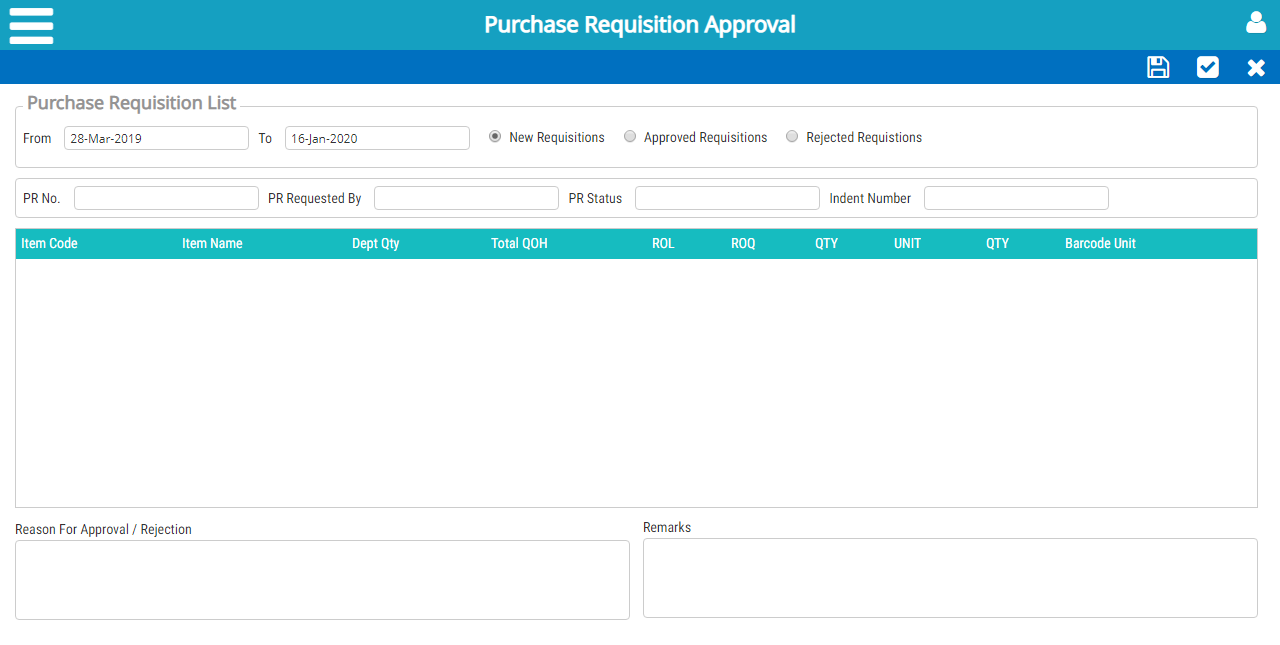 Purchase Requisition Approval
Purchase Requisition List
From 28-Mar-2019 To 16-Jan-2020 New Requisitions Approved Requisitions Rejected Requistions
PR No. PR Requested By PR Status Indent Number
Item Code Item Name Dept Qty Total QOH ROL ROQ QTY UNIT QTY Barcode Unit
Reason For Approval / Rejection Remarks